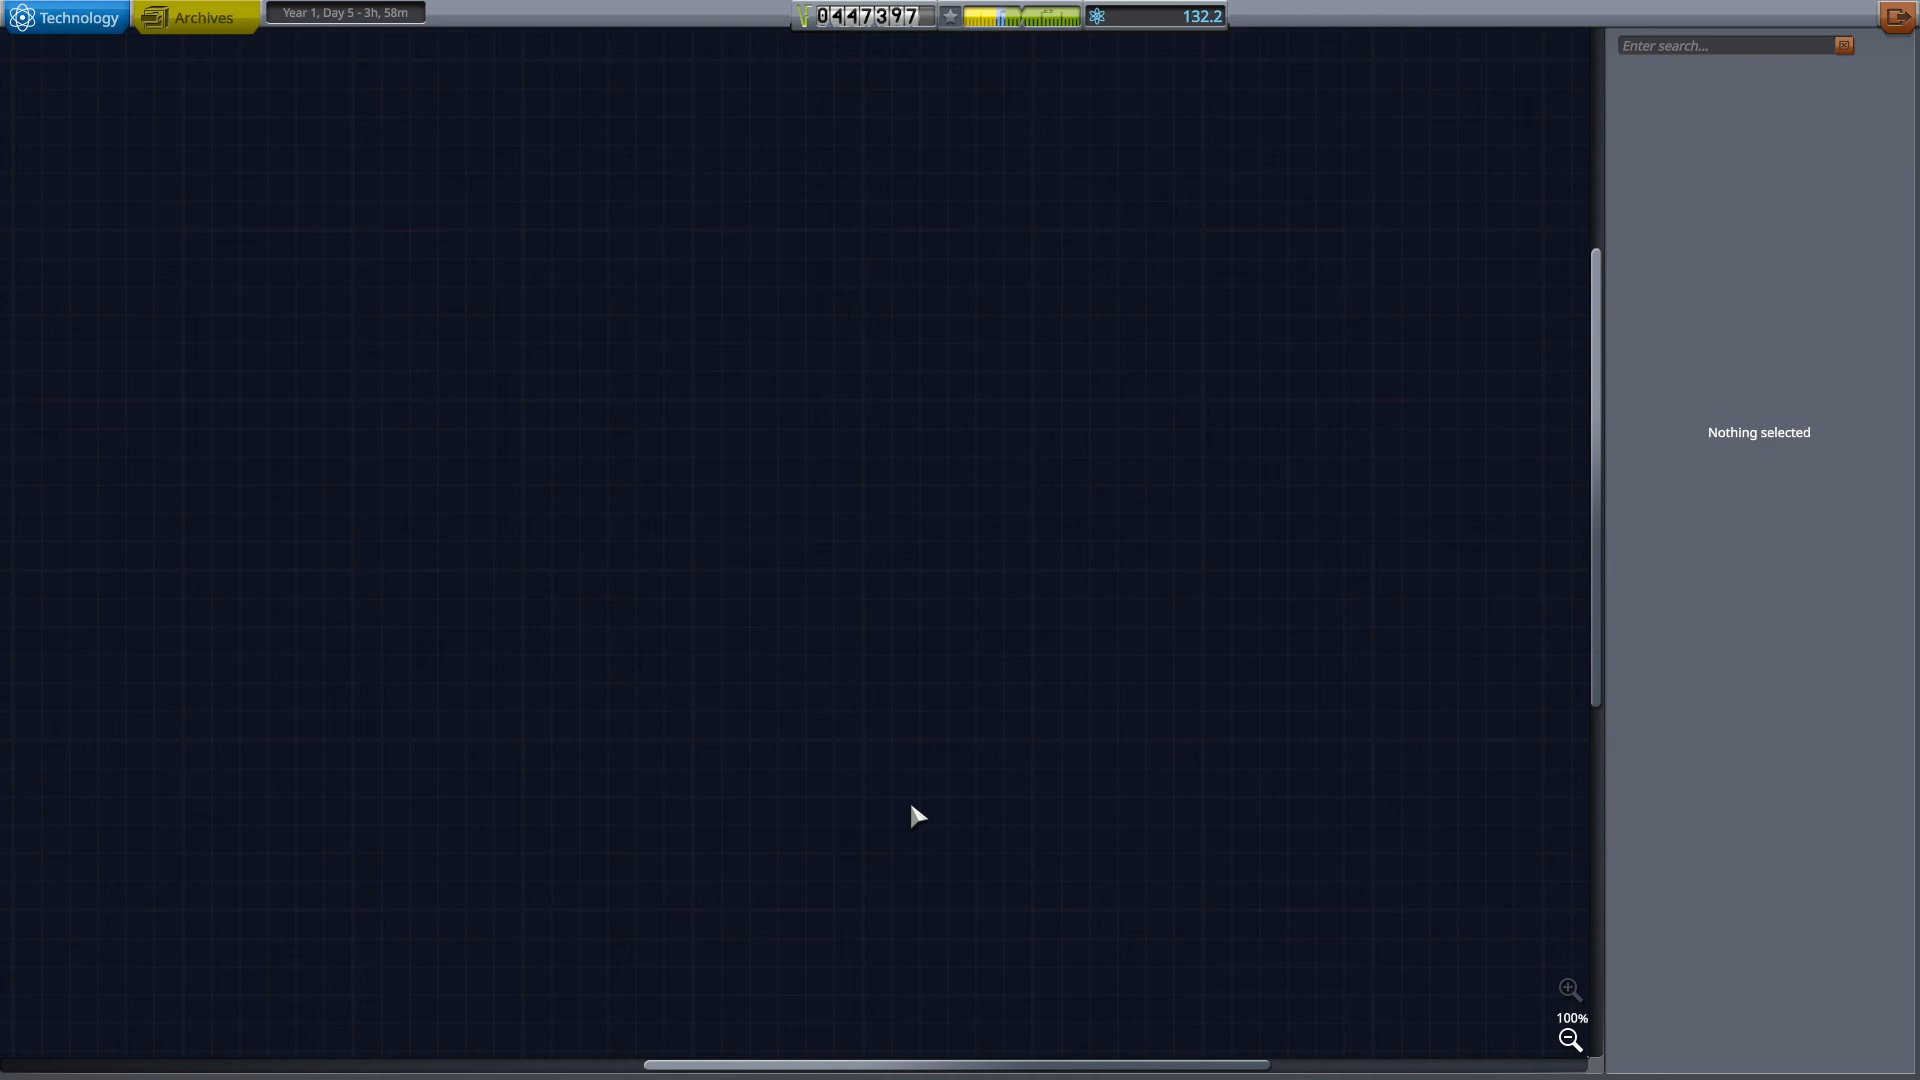 Technology
Archives
Year 1, Day 5 - 3h, 58m
0447397
132.2
Enter search...
Nothing selected
100%